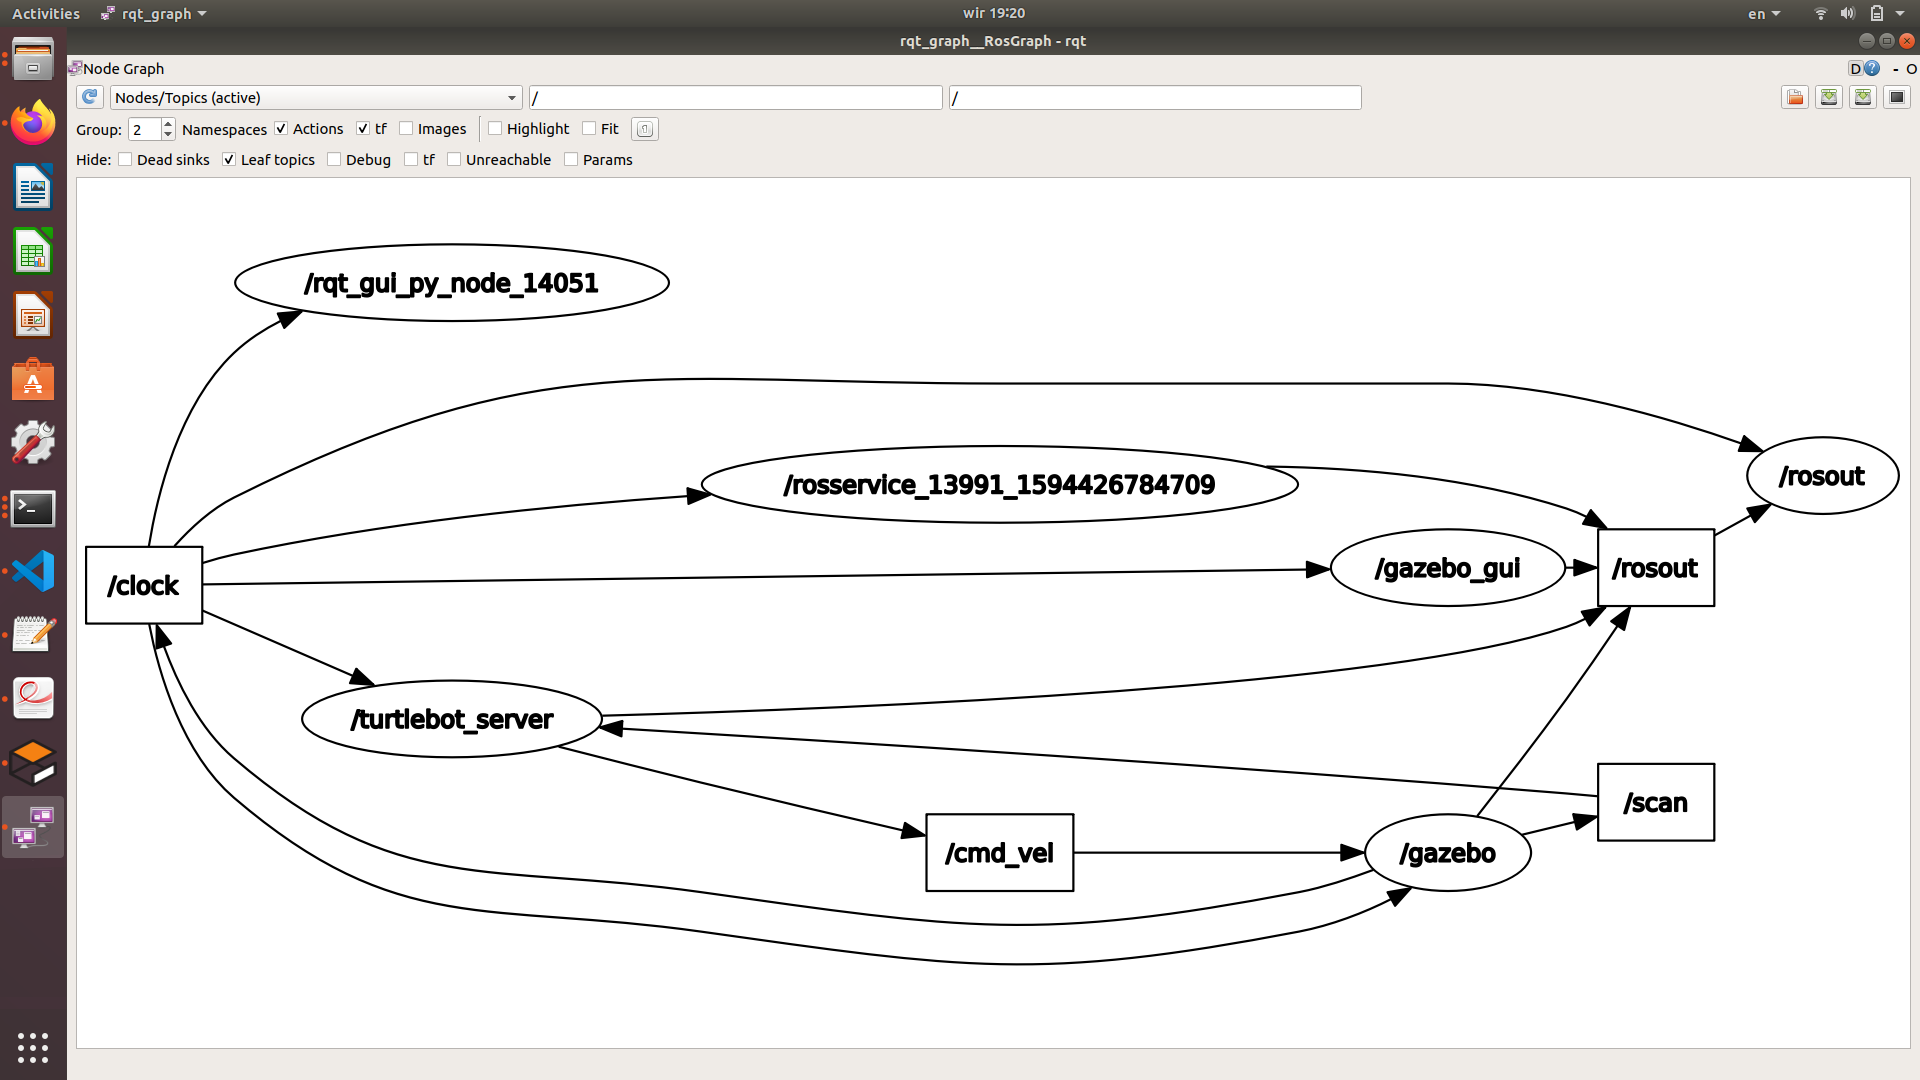 Activities rqt_graph wir 19:20 en
rqt_graph__RosGraph - rqt
Node Graph D ? - O
Nodes/Topics (active) / /
Group: 2 Namespaces Actions tf Images Highlight Fit
Hide: Dead sinks Leaf topics Debug tf Unreachable Params
/rqt_gui_py_node_14051
/rosout
/rosservice_13991_1594426784709
/gazebo_gui
/rosout
/clock
/turtlebot_server
/scan
/cmd_vel
/gazebo